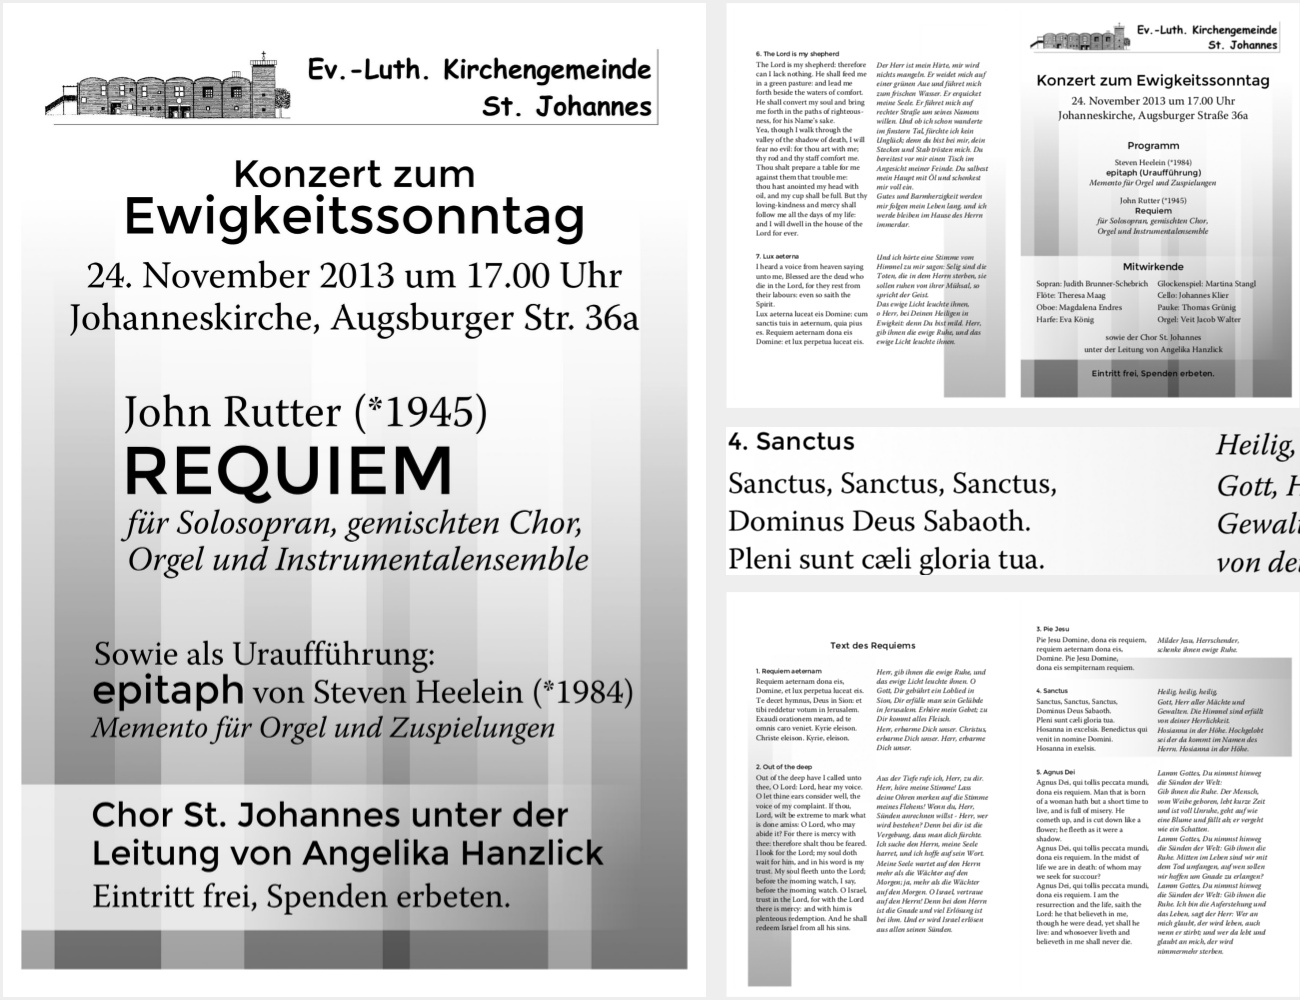 Ev.-Luth. Kirchengemeinde
St. Johannes
Konzert zum
Ewigkeitssonntag
24. November 2013 um 17.00 Uhr
Johanneskirche, Augsburger Str. 36a
John Rutter (*1945)
REQUIEM
für Solosopran, gemischten Chor,
Orgel und Instrumentalensemble
Sowie als Uraufführung:
epitaph von Steven Heelein (*1984)
Memento für Orgel und Zuspielungen
Chor St. Johannes unter der
Leitung von Angelika Hanzlick
Eintritt frei, Spenden erbeten.
6. The Lord is my shepherd
The Lord is my shepherd: therefore
can I lack nothing. He shall feed me
in a green pasture: and lead me
forth beside the waters of comfort.
He shall convert my soul and bring
me forth in the paths of righteous-
ness, for his Name's sake.
Yea, though I walk through the
valley of the shadow of death, I will
fear no evil: for thou art with me;
thy rod and thy staff comfort me.
Thou shalt prepare a table for me
against them that trouble me:
thou hast anointed my head with
oil, and my cup shall be full. But thy
loving-kindness and mercy shall
follow me all the days of my life:
and I will dwell in the house of the
Lord for ever.
Der Herr ist mein Hirte, mir wird
nichts mangeln. Er weidet mich auf
einer grünen Aue und führet mich
zum frischen Wasser. Er erquicket
meine Seele. Er führet mich auf
rechter Straße um seines Namens
willen. Und ob ich schon wanderte
im finstern Tal, fürchte ich kein
Unglück; denn du bist bei mir, dein
Stecken und Stab trösten mich. Du
bereitest vor mir einen Tisch im
Angesicht meiner Feinde. Du salbest
mein Haupt mit Öl und schenkest
mir voll ein.
Gutes und Barmherzigkeit werden
mir folgen mein Leben lang, und ich
werde bleiben im Hause des Herrn
immerdar.
7. Lux aeterna
I heard a voice from heaven saying
unto me, Blessed are the dead who
die in the Lord, for they rest from
their labours: even so saith the
Spirit.
Lux aeterna luceat eis Domine: cum
sanctis tuis in aeternum, quia pius
es. Requiem aeternam dona eis
Domine: et lux perpetua luceat eis.
Und ich hörte eine Stimme vom
Himmel zu mir sagen: Selig sind die
Toten, die in dem Herrn sterben, sie
sollen ruhen von ihrer Mühsal, so
spricht der Geist.
Das ewige Licht leuchte ihnen,
o Herr, bei Deinen Heiligen in
Ewigkeit: denn Du bist mild. Herr,
gib ihnen die ewige Ruhe, und das
ewige Licht leuchte ihnen.
Ev.-Luth. Kirchengemeinde
St. Johannes
Konzert zum Ewigkeitssonntag
24. November 2013 um 17.00 Uhr
Johanneskirche, Augsburger Straße 36a
Programm
Steven Heelein (*1984)
epitaph (Uraufführung)
Memento für Orgel und Zuspielungen
John Rutter (*1945)
Requiem
für Solosopran, gemischten Chor,
Orgel und Instrumentalensemble
Mitwirkende
Sopran: Judith Brunner-Schebrich
Flöte: Theresa Maag
Oboe: Magdalena Endres
Harfe: Eva König
Glockenspiel: Martina Stangl
Cello: Johannes Klier
Pauke: Thomas Grünig
Orgel: Veit Jacob Walter
sowie der Chor St. Johannes
unter der Leitung von Angelika Hanzlick
Eintritt frei, Spenden erbeten.
4. Sanctus
Sanctus, Sanctus, Sanctus,
Dominus Deus Sabaoth.
Pleni sunt cæli gloria tua.
Heilig,
Gott, H
Gewalt
von dei
Text des Requiems
1. Requiem aeternam
Requiem aeternam dona eis,
Domine, et lux perpetua luceat eis.
Te decet hymnus, Deus in Sion: et
tibi reddetur votum in Jerusalem.
Exaudi orationem meam, ad te
omnis caro veniet. Kyrie eleison.
Christe eleison. Kyrie, eleison.
Herr, gib ihnen die ewige Ruhe, und
das ewige Licht leuchte ihnen. O
Gott, Dir gebührt ein Loblied in
Sion, Dir erfülle man sein Gelübde
in Jerusalem. Erhöre mein Gebet; zu
Dir kommt alles Fleisch.
Herr, erbarme Dich unser. Christus,
erbarme Dich unser. Herr, erbarme
Dich unser.
2. Out of the deep
Out of the deep have I called unto
thee, O Lord: Lord, hear my voice.
O let thine ears consider well, the
voice of my complaint. If thou,
Lord, wilt be extreme to mark what
is done amiss: O Lord, who may
abide it? For there is mercy with
thee: therefore shalt thou be feared.
I look for the Lord; my soul doth
wait for him, and in his word is my
trust. My soul fleeth unto the Lord;
before the morning watch, I say,
before the morning watch. O Israel,
trust in the Lord, for with the Lord
there is mercy: and with him is
plenteous redemption. And he shall
redeem Israel from all his sins.
Aus der Tiefe rufe ich, Herr, zu dir.
Herr, höre meine Stimme! Lass
deine Ohren merken auf die Stimme
meines Flehens! Wenn du, Herr,
Sünden anrechnen willst - Herr, wer
wird bestehen? Denn bei dir ist die
Vergebung, dass man dich fürchte.
Ich suche den Herrn, meine Seele
harret, und ich hoffe auf sein Wort.
Meine Seele wartet auf den Herrn
mehr als die Wächter auf den
Morgen; ja, mehr als die Wächter
auf den Morgen. O Israel, vertraue
auf den Herrn! Denn bei dem Herrn
ist die Gnade und viel Erlösung ist
bei ihm. Und er wird Israel erlösen
aus allen seinen Sünden.
3. Pie Jesu
Pie Jesu Domine, dona eis requiem,
requiem aeternam dona eis,
Domine. Pie Jesu Domine,
dona eis sempiternam requiem.
Milder Jesu, Herrschender,
schenke ihnen ewige Ruhe.
4. Sanctus
Sanctus, Sanctus, Sanctus,
Dominus Deus Sabaoth.
Pleni sunt cæli gloria tua.
Hosanna in excelsis. Benedictus qui
venit in nomine Domini.
Hosanna in exelsis.
Heilig, heilig, heilig,
Gott, Herr aller Mächte und
Gewalten. Die Himmel sind erfüllt
von deiner Herrlichkeit.
Hosianna in der Höhe. Hochgelobt
sei der da kommt im Namen des
Herrn. Hosianna in der Höhe.
5. Agnus Dei
Agnus Dei, qui tollis peccata mundi,
dona eis requiem. Man that is born
of a woman hath but a short time to
live, and is full of misery. He
cometh up, and is cut down like a
flower; he fleeth as it were a
shadow.
Agnus Dei, qui tollis peccata mundi,
dona eis requiem. In the midst of
life we are in death: of whom may
we seek for succour?
Agnus Dei, qui tollis peccata mundi,
dona eis requiem. I am the
resurrection and the life, saith the
Lord: he that believeth in me,
though he were dead, yet shall he
live: and whosoever liveth and
believeth in me shall never die.
Lamm Gottes, Du nimmst hinweg
die Sünden der Welt:
Gib ihnen die Ruhe. Der Mensch,
vom Weibe geboren, lebt kurze Zeit
und ist voll Unruhe, geht auf wie
eine Blume und fällt ab; er vergeht
wie ein Schatten.
Lamm Gottes, Du nimmst hinweg
die Sünden der Welt: Gib ihnen die
Ruhe. Mitten im Leben sind wir mit
dem Tod umfangen, auf wen sollen
wir hoffen um Gnade zu erlangen?
Lamm Gottes, Du nimmst hinweg
die Sünden der Welt: Gib ihnen die
Ruhe. Ich bin die Auferstehung und
das Leben, sagt der Herr: Wer an
mich glaubt, der wird leben, auch
wenn er stirbt; und wer da lebt und
glaubt an mich, der wird
nimmermehr sterben.